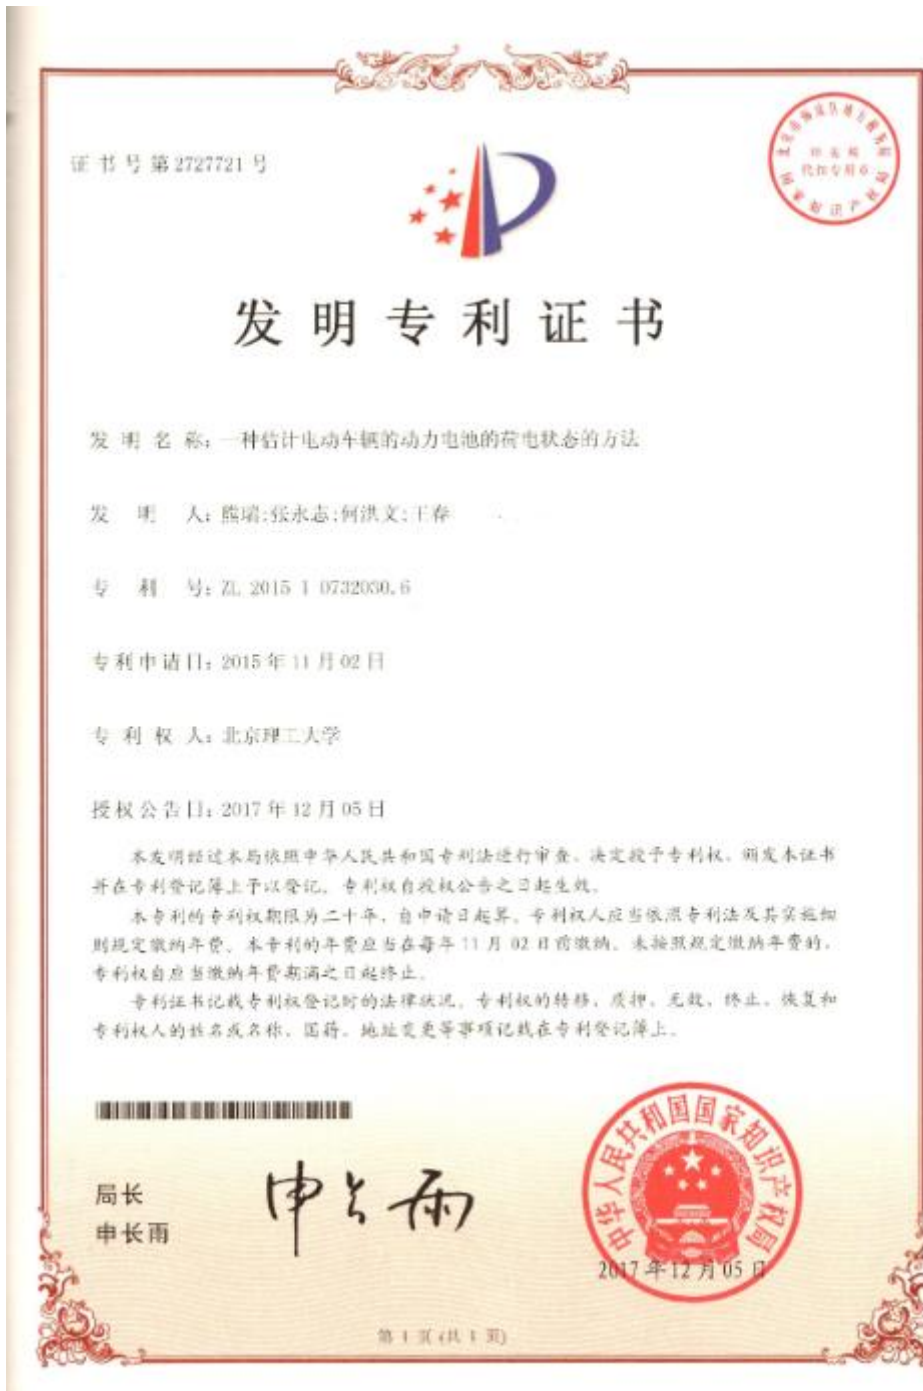 证书号第2727721号
国家知识产权局
代扣专用章
发明专利证书
发明名称：一种估计电动车辆的动力电池的荷电状态的方法
发明人：熊瑞;张永志;何洪文;王春
专利号：ZL 2015 1 0732030.6
专利申请日：2015年11月02日
专利权人：北京理工大学
授权公告日：2017年12月05日
本发明经过本局依照中华人民共和国专利法进行审查，决定授予专利权，颁发本证书
并在专利登记簿上予以登记。专利权自授权公告之日起生效。
本专利的专利权期限为二十年，自申请日起算。专利权人应当依照专利法及其实施细
则规定缴纳年费。本专利的年费应当在每年11月02日前缴纳。未按照规定缴纳年费的，
专利权自应当缴纳年费期满之日起终止。
专利证书记载专利权登记时的法律状况。专利权的转移、质押、无效、终止、恢复和
专利权人的姓名或名称、国籍、地址变更等事项记载在专利登记簿上。
局长
申长雨
申长雨
中华人民共和国国家知识产权局
2017年12月05日
第1页(共1页)